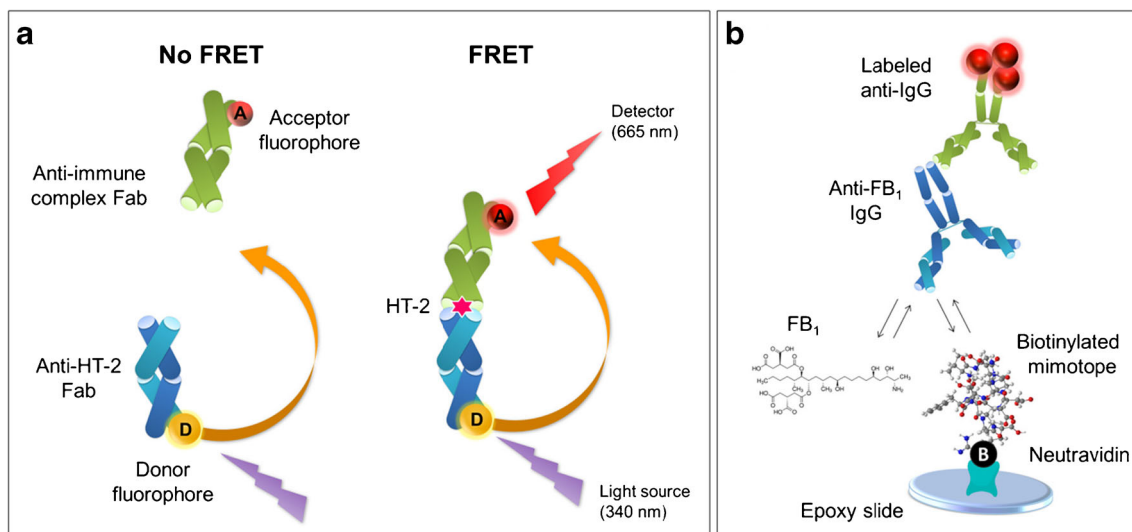 a
No FRET
FRET
A
Acceptor
fluorophore
Anti-immune
complex Fab
Anti-HT-2
Fab
D
Donor
fluorophore
Detector
(665 nm)
A
HT-2
D
Light source
(340 nm)
b
Labeled
anti-IgG
Anti-FB₁
IgG
FB₁
Biotinylated
mimotope
B
Neutravidin
Epoxy slide